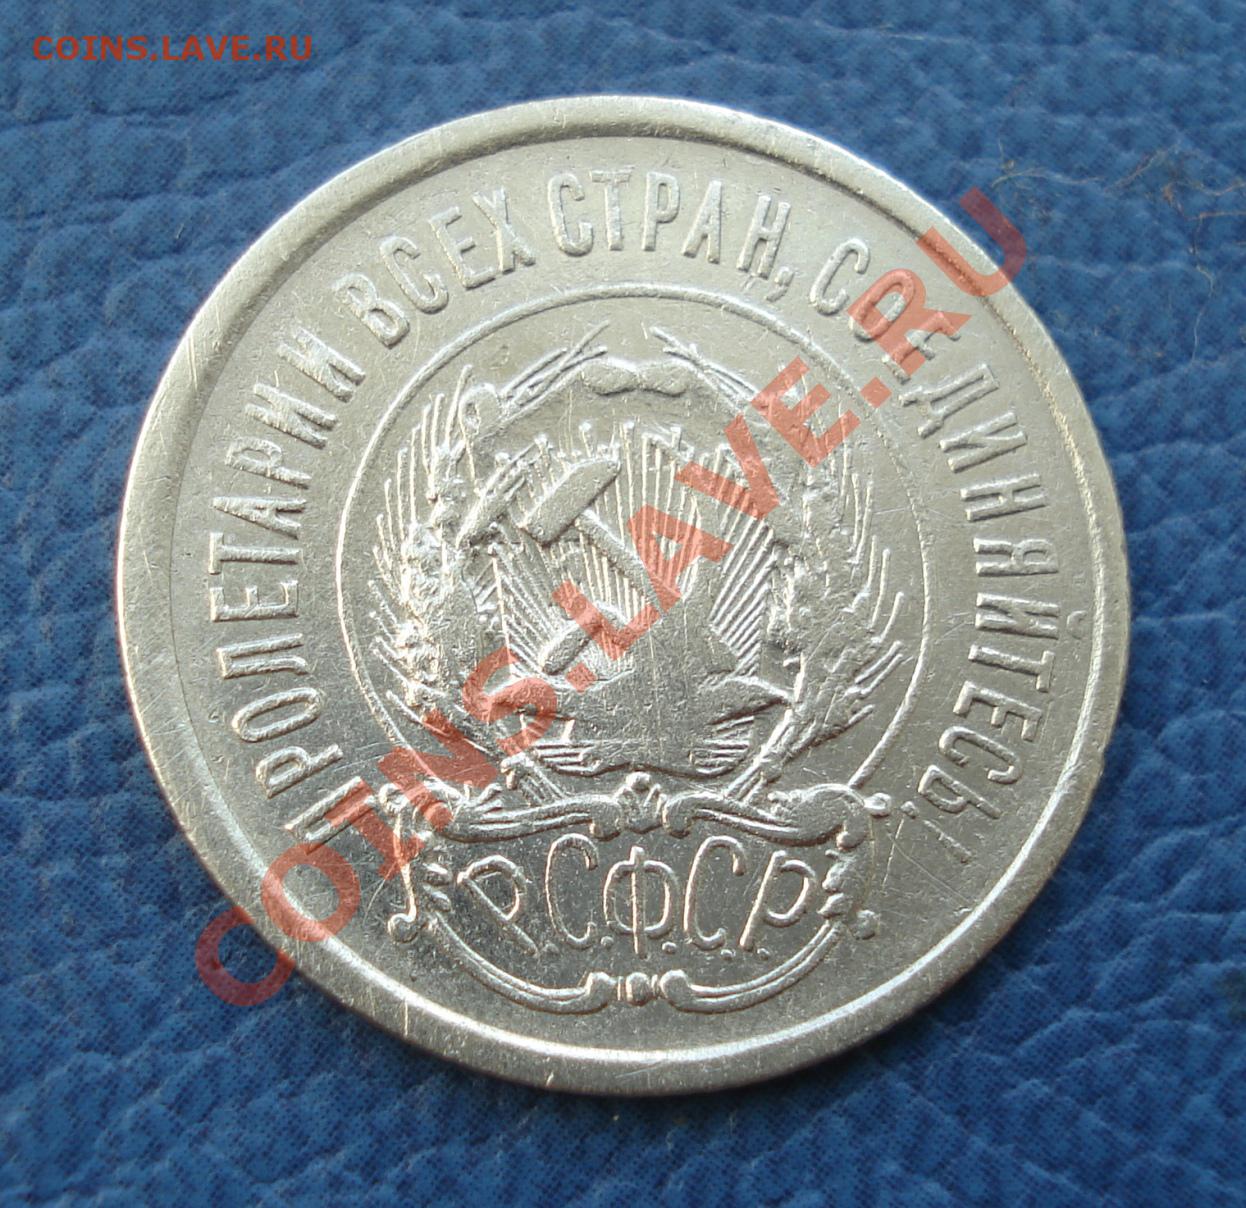 COINS.LAVE.RU
ПРОЛЕТАРИИ ВСЕХ СТРАН, СОЕДИНЯЙТЕСЬ!
Р.С.Ф.С.Р.
COINS.LAVE.RU